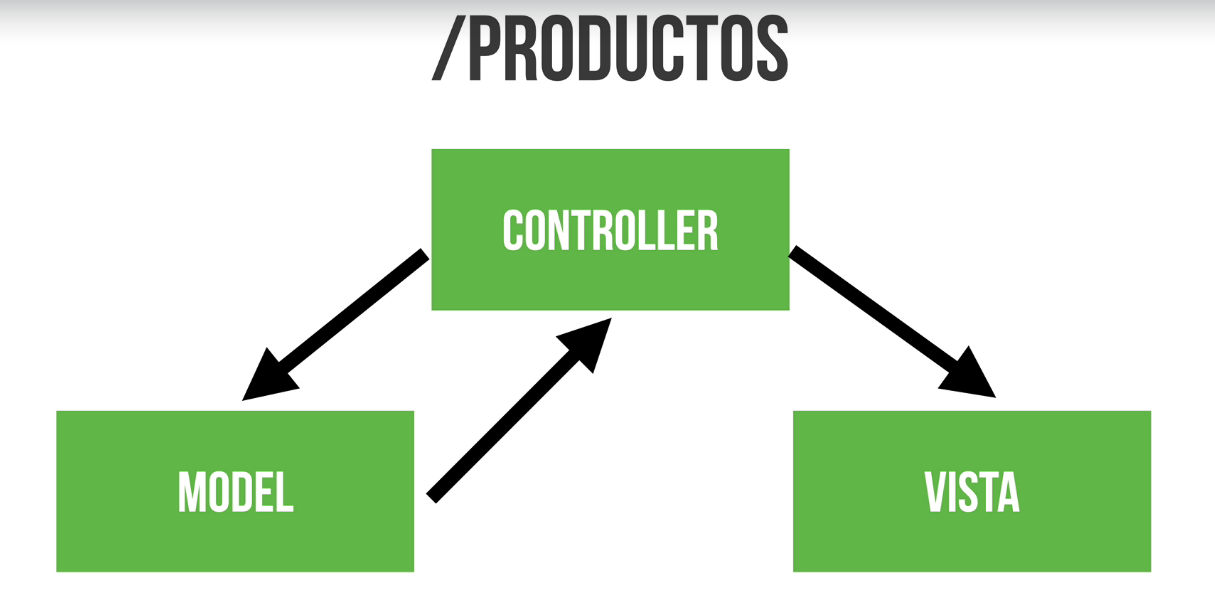 /PRODUCTOS
CONTROLLER
MODEL
VISTA